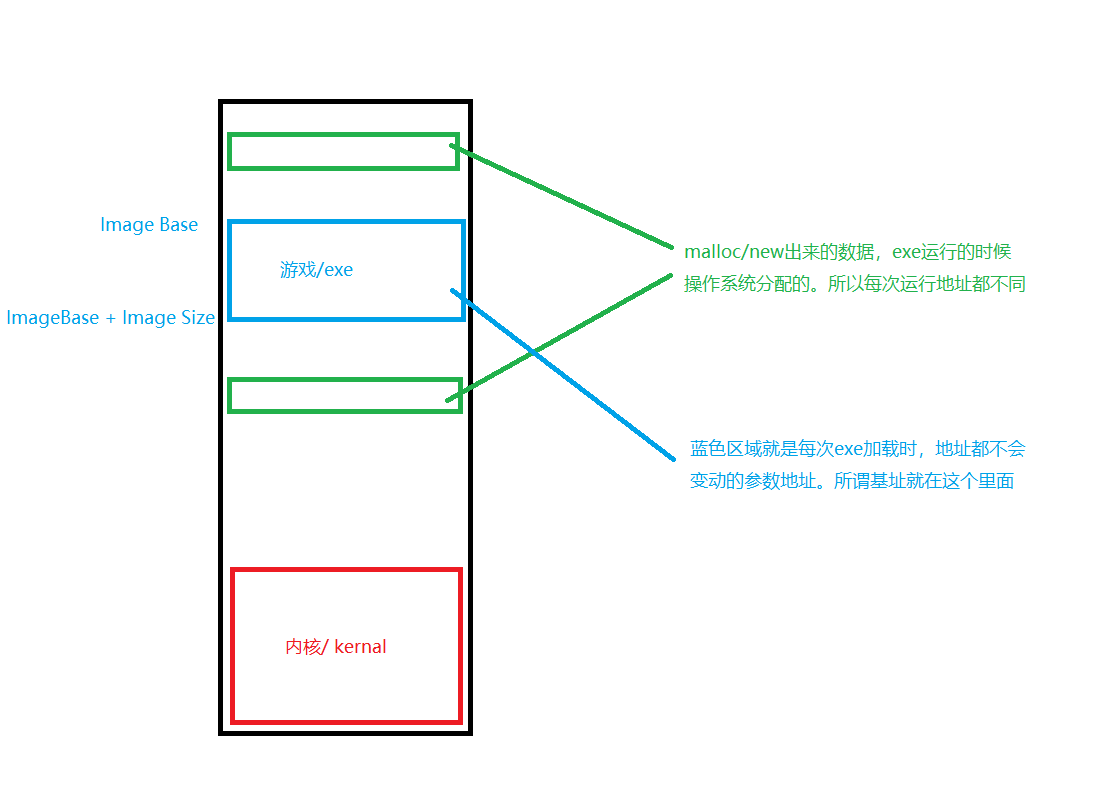 Image Base
游戏/exe
ImageBase + Image Size
malloc/new出来的数据，exe运行的时候
操作系统分配的。所以每次运行地址都不同
蓝色区域就是每次exe加载时，地址都不会
变动的参数地址。所谓基址就在这个里面
内核/ kernal